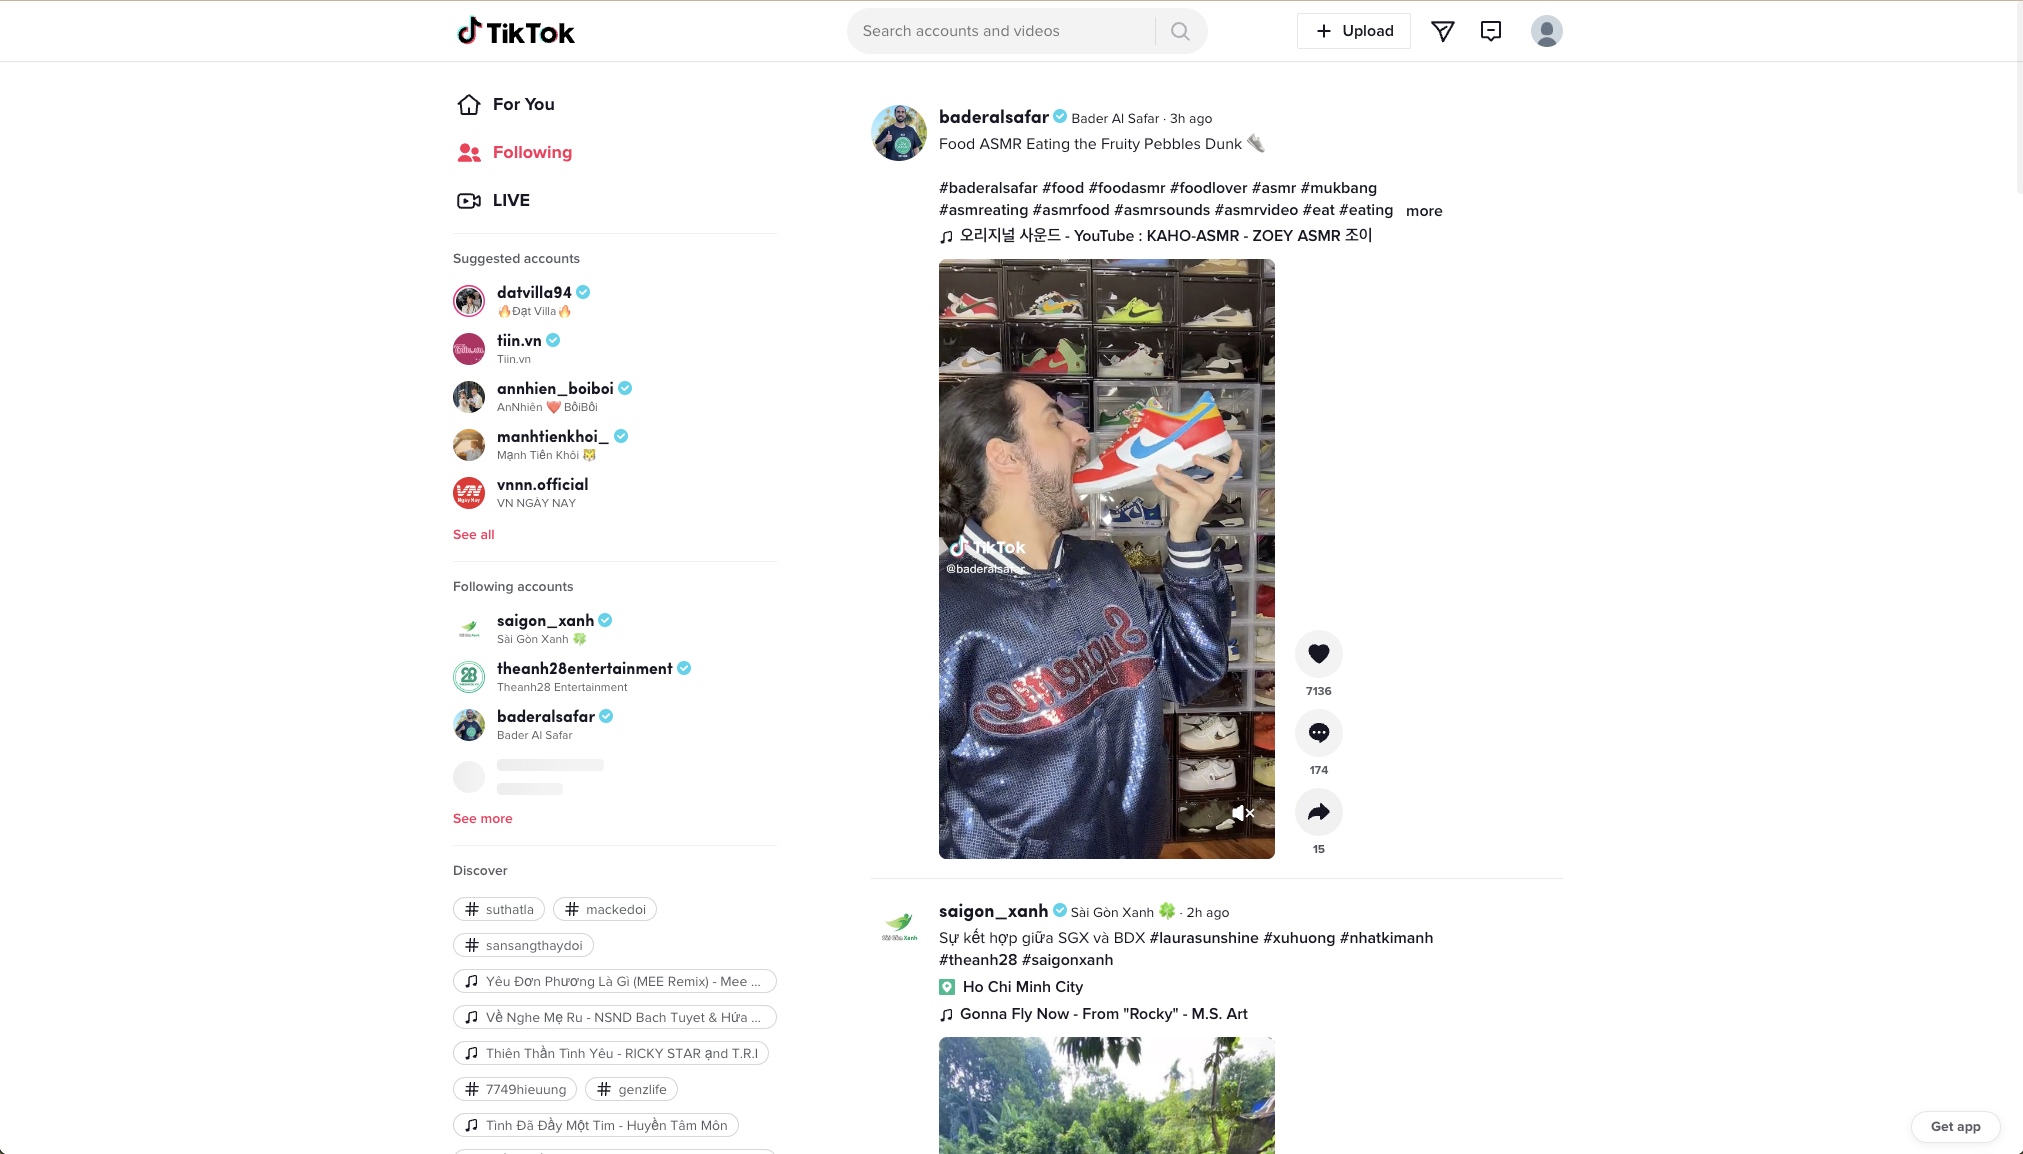 TikTok
Search accounts and videos
Upload
For You
Following
LIVE
Suggested accounts
datvilla94
🔥Đạt Villa🔥
tiin.vn
Tiin.vn
annhien_boiboi
AnNhiên ❤️ BôiBôi
manhtienkhoi_
Mạnh Tiến Khôi 🐯
vnnn.official
VN NGÀY NAY
See all
Following accounts
saigon_xanh
Sài Gòn Xanh 🍀
theanh28entertainment
Theanh28 Entertainment
baderalsafar
Bader Al Safar
See more
Discover
# suthatla
# mackedoi
# sansangthaydoi
Yêu Đơn Phương Là Gì (MEE Remix) - Mee ...
Về Nghe Mẹ Ru - NSND Bach Tuyet & Hứa ...
Thiên Thần Tình Yêu - RICKY STAR ạnd T.R.I
# 7749hieuung
# genzlife
Tình Đã Đầy Một Tim - Huyền Tâm Môn
baderalsafar Bader Al Safar · 3h ago
Food ASMR Eating the Fruity Pebbles Dunk
#baderalsafar #food #foodasmr #foodlover #asmr #mukbang
#asmreating #asmrfood #asmrsounds #asmrvideo #eat #eating more
오리지널 사운드 - YouTube : KAHO-ASMR - ZOEY ASMR 조이
TikTok
@baderalsafar
Supreme
7136
174
15
saigon_xanh Sài Gòn Xanh 🍀 · 2h ago
Sự kết hợp giữa SGX và BDX #laurasunshine #xuhuong #nhatkimanh
#theanh28 #saigonxanh
Ho Chi Minh City
Gonna Fly Now - From "Rocky" - M.S. Art
Get app